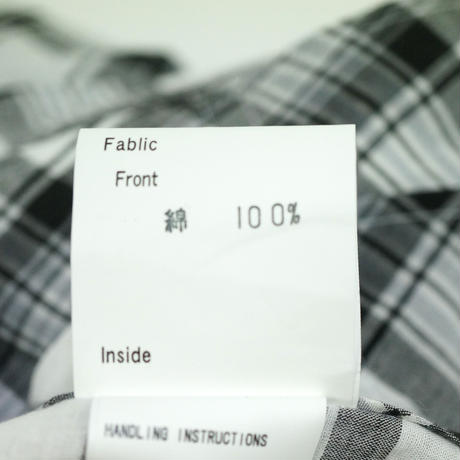 Fablic
Front
綿 100%
Inside
HANDLING INSTRUCTIONS